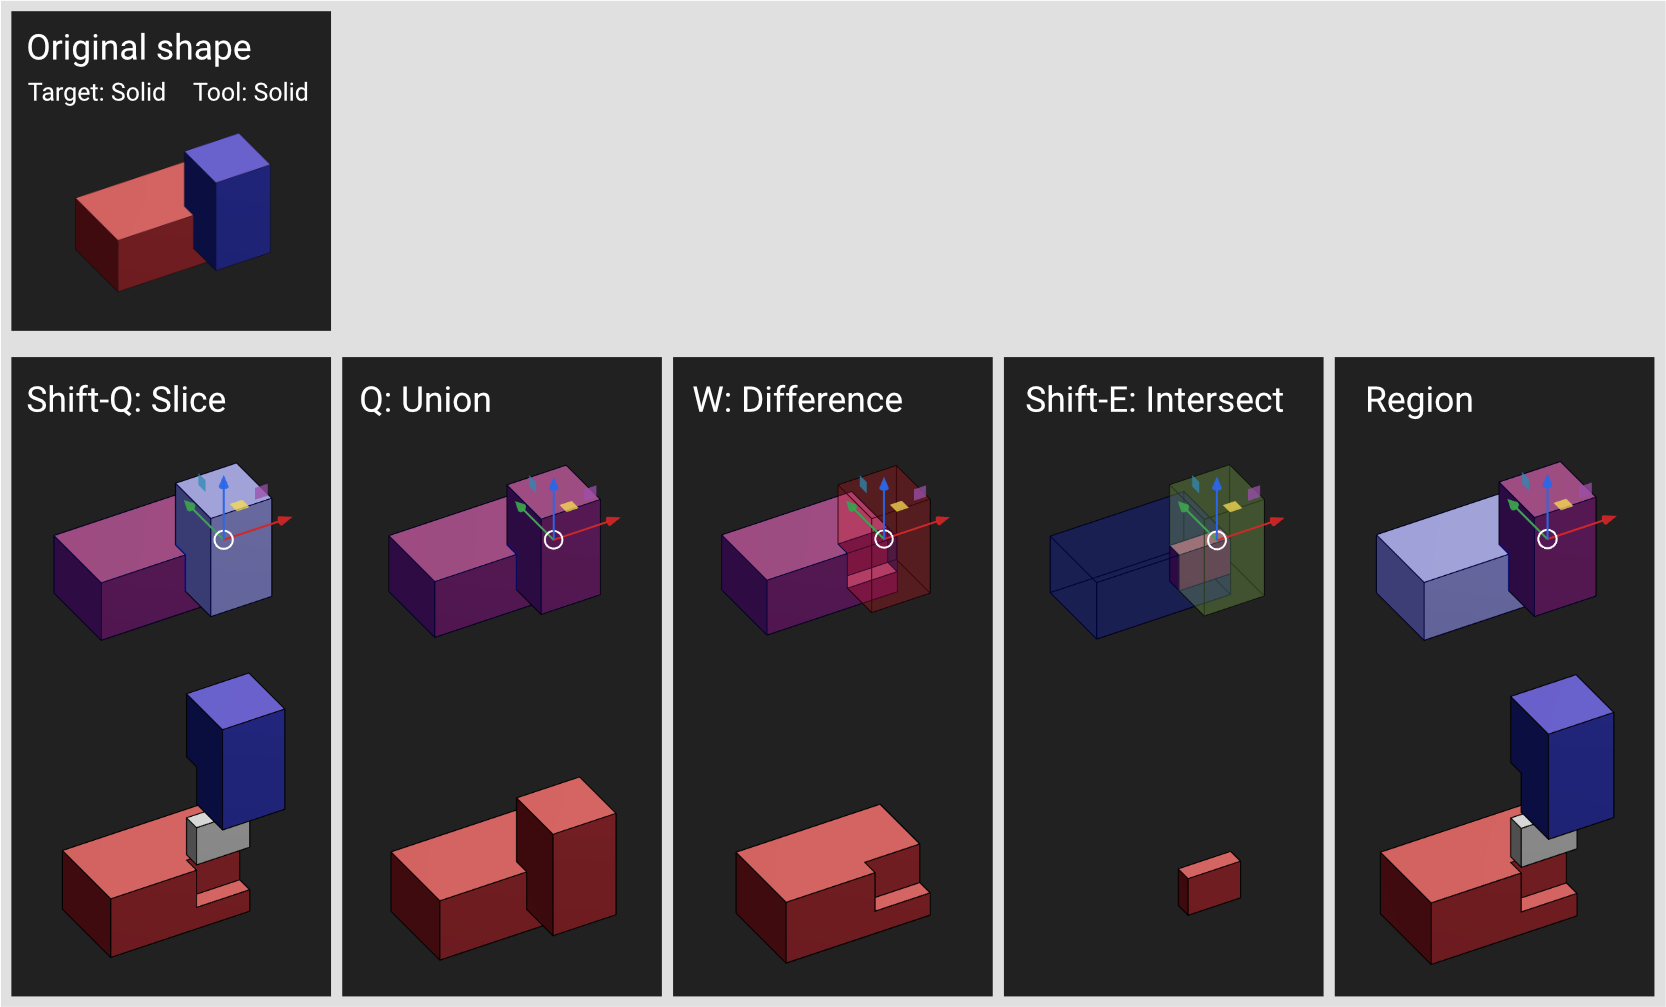 Original shape
Target: Solid Tool: Solid
Shift-Q: Slice
Q: Union
W: Difference
Shift-E: Intersect
Region